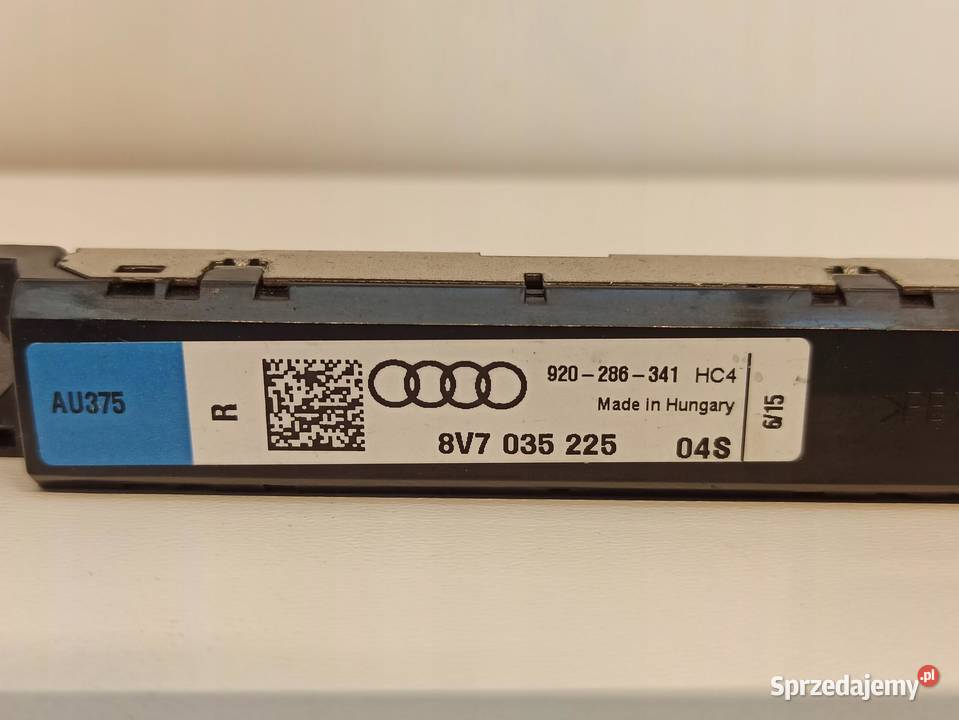 AU375
R
920-286-341 HC4
Made in Hungary
8V7 035 225 04S
6/15
Sprzedajemy.pl